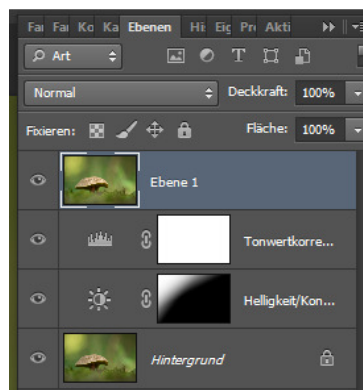 Fai Fa Ko Ka Ebenen Hi Eig Pr Akti
Art
Normal Deckkraft: 100%
Fixieren: Fläche: 100%
Ebene 1
Tonwertkorre...
Helligkeit/Kon...
Hintergrund